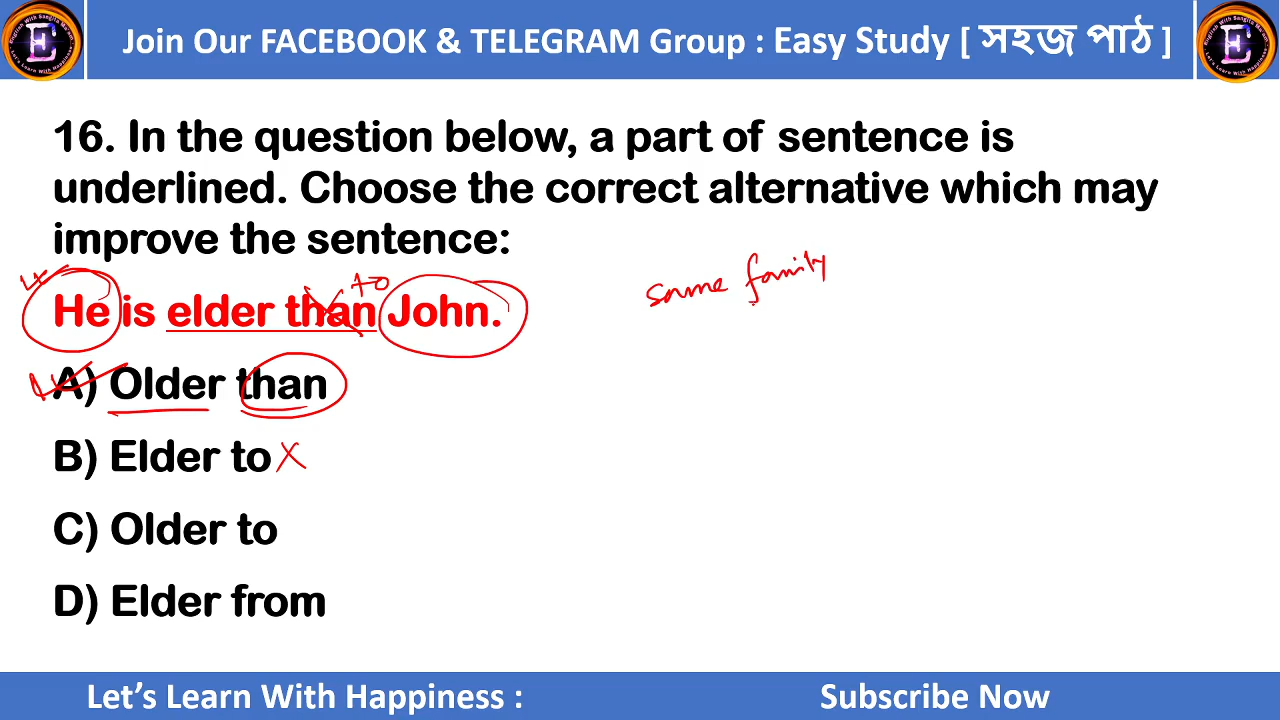 Join Our FACEBOOK & TELEGRAM Group : Easy Study [ সহজ পাঠ ]
E
E
16. In the question below, a part of sentence is
underlined. Choose the correct alternative which may
improve the sentence:
same family
to
He is elder than John.
A) Older than
B) Elder to
C) Older to
D) Elder from
Let's Learn With Happiness :
Subscribe Now